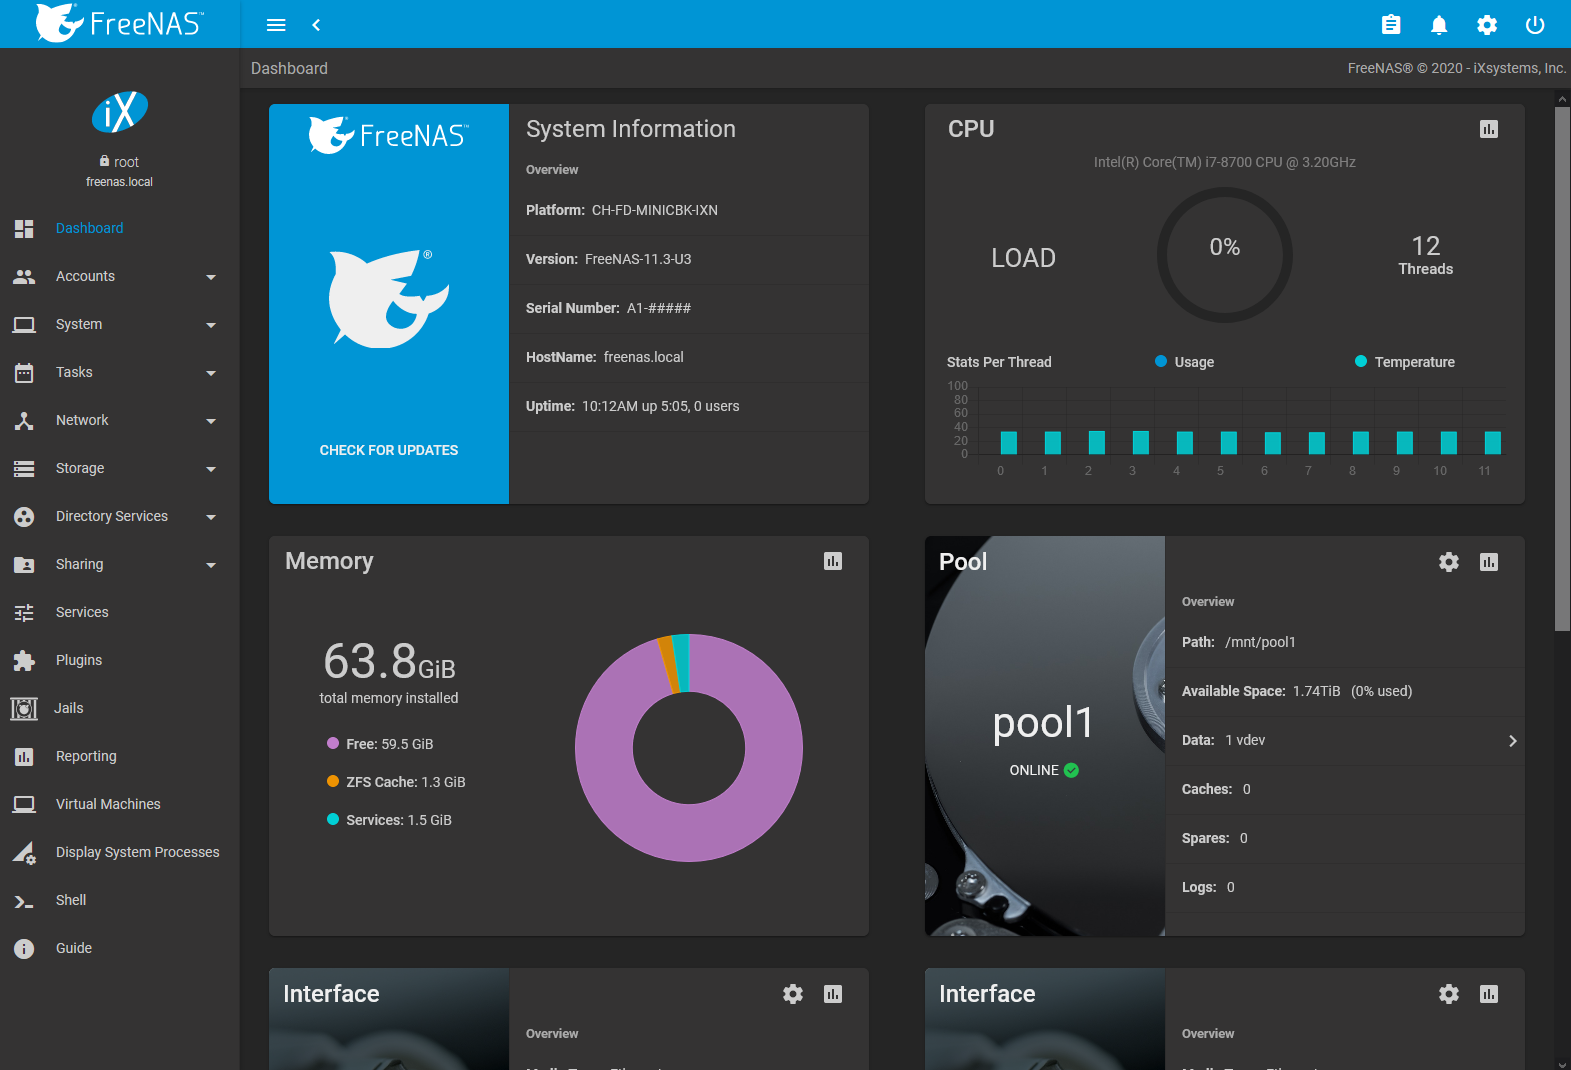 FreeNAS™
Dashboard
FreeNAS® © 2020 - iXsystems, Inc.
iX
root
freenas.local
Dashboard
Accounts
System
Tasks
Network
Storage
Directory Services
Sharing
Services
Plugins
Jails
Reporting
Virtual Machines
Display System Processes
Shell
Guide
FreeNAS™
®
CHECK FOR UPDATES
System Information
Overview
Platform: CH-FD-MINICBK-IXN
Version: FreeNAS-11.3-U3
Serial Number: A1-#####
HostName: freenas.local
Uptime: 10:12AM up 5:05, 0 users
CPU
Intel(R) Core(TM) i7-8700 CPU @ 3.20GHz
LOAD
0%
12
Threads
Stats Per Thread
Usage
Temperature
100
80
60
40
20
0
0 1 2 3 4 5 6 7 8 9 10 11
Memory
63.8GiB
total memory installed
Free: 59.5 GiB
ZFS Cache: 1.3 GiB
Services: 1.5 GiB
Pool
pool1
ONLINE
Overview
Path: /mnt/pool1
Available Space: 1.74TiB (0% used)
Data: 1 vdev
Caches: 0
Spares: 0
Logs: 0
Interface
Overview
Interface
Overview